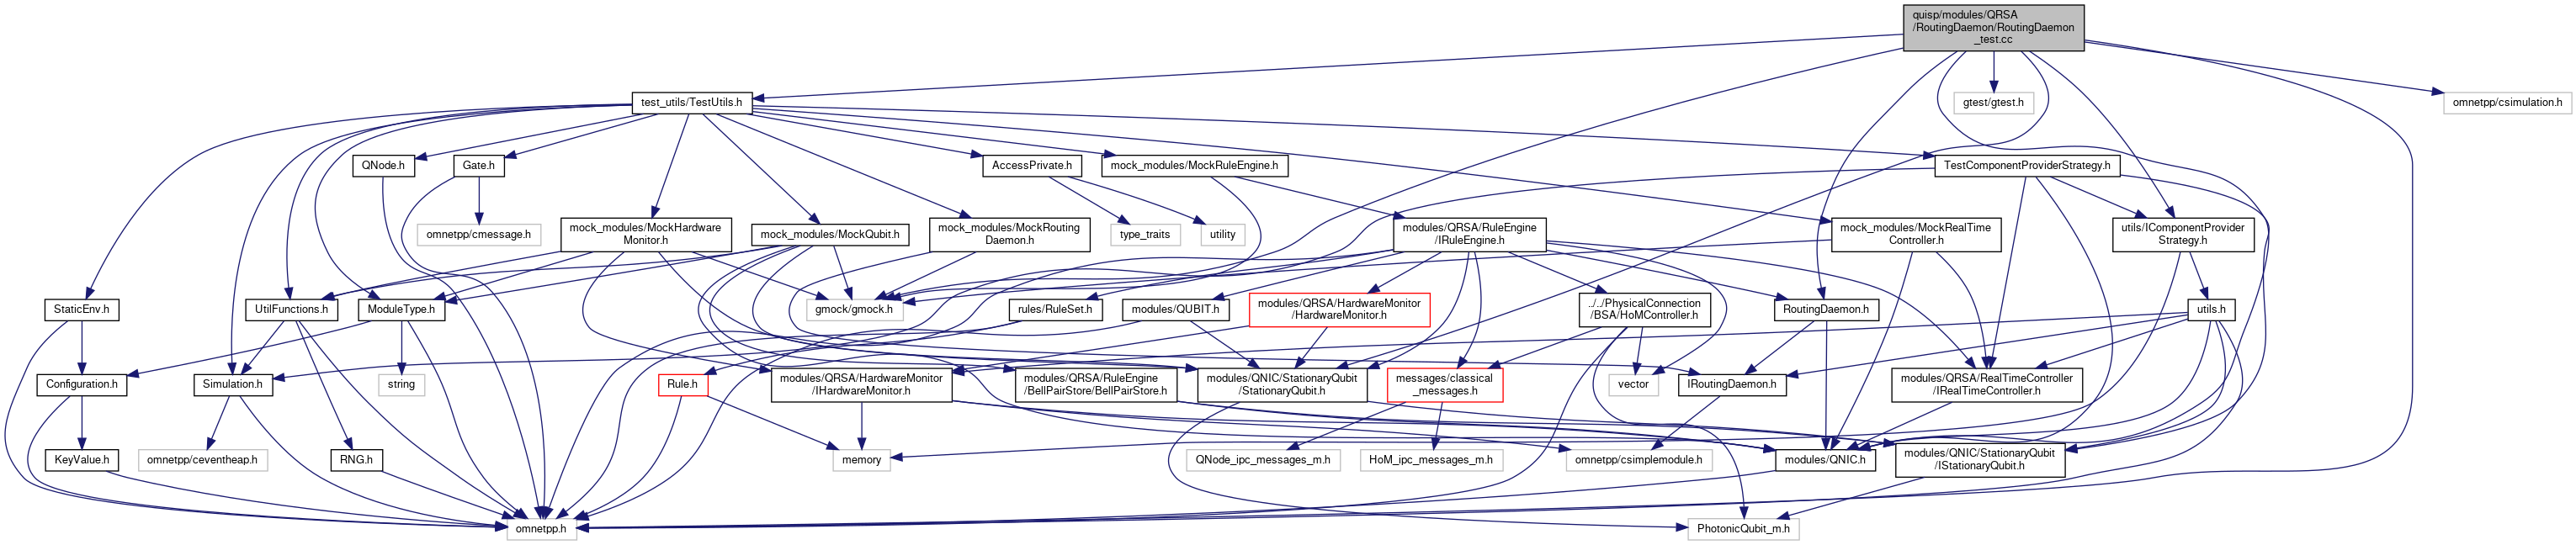 quisp/modules/QRSA
/RoutingDaemon/RoutingDaemon
_test.cc
test_utils/TestUtils.h
gtest/gtest.h
omnetpp/csimulation.h
QNode.h
Gate.h
AccessPrivate.h
mock_modules/MockRuleEngine.h
TestComponentProviderStrategy.h
omnetpp/cmessage.h
mock_modules/MockHardware
Monitor.h
mock_modules/MockQubit.h
mock_modules/MockRouting
Daemon.h
type_traits
utility
modules/QRSA/RuleEngine
/IRuleEngine.h
mock_modules/MockRealTime
Controller.h
utils/IComponentProvider
Strategy.h
StaticEnv.h
UtilFunctions.h
ModuleType.h
gmock/gmock.h
rules/RuleSet.h
modules/QUBIT.h
modules/QRSA/HardwareMonitor
/HardwareMonitor.h
../../PhysicalConnection
/BSA/HoMController.h
RoutingDaemon.h
utils.h
Configuration.h
Simulation.h
string
Rule.h
modules/QRSA/HardwareMonitor
/IHardwareMonitor.h
modules/QRSA/RuleEngine
/BellPairStore/BellPairStore.h
modules/QNIC/StationaryQubit
/StationaryQubit.h
messages/classical
_messages.h
vector
IRoutingDaemon.h
modules/QRSA/RealTimeController
/IRealTimeController.h
KeyValue.h
omnetpp/ceventheap.h
RNG.h
memory
QNode_ipc_messages_m.h
HoM_ipc_messages_m.h
omnetpp/csimplemodule.h
modules/QNIC.h
modules/QNIC/StationaryQubit
/IStationaryQubit.h
omnetpp.h
PhotonicQubit_m.h